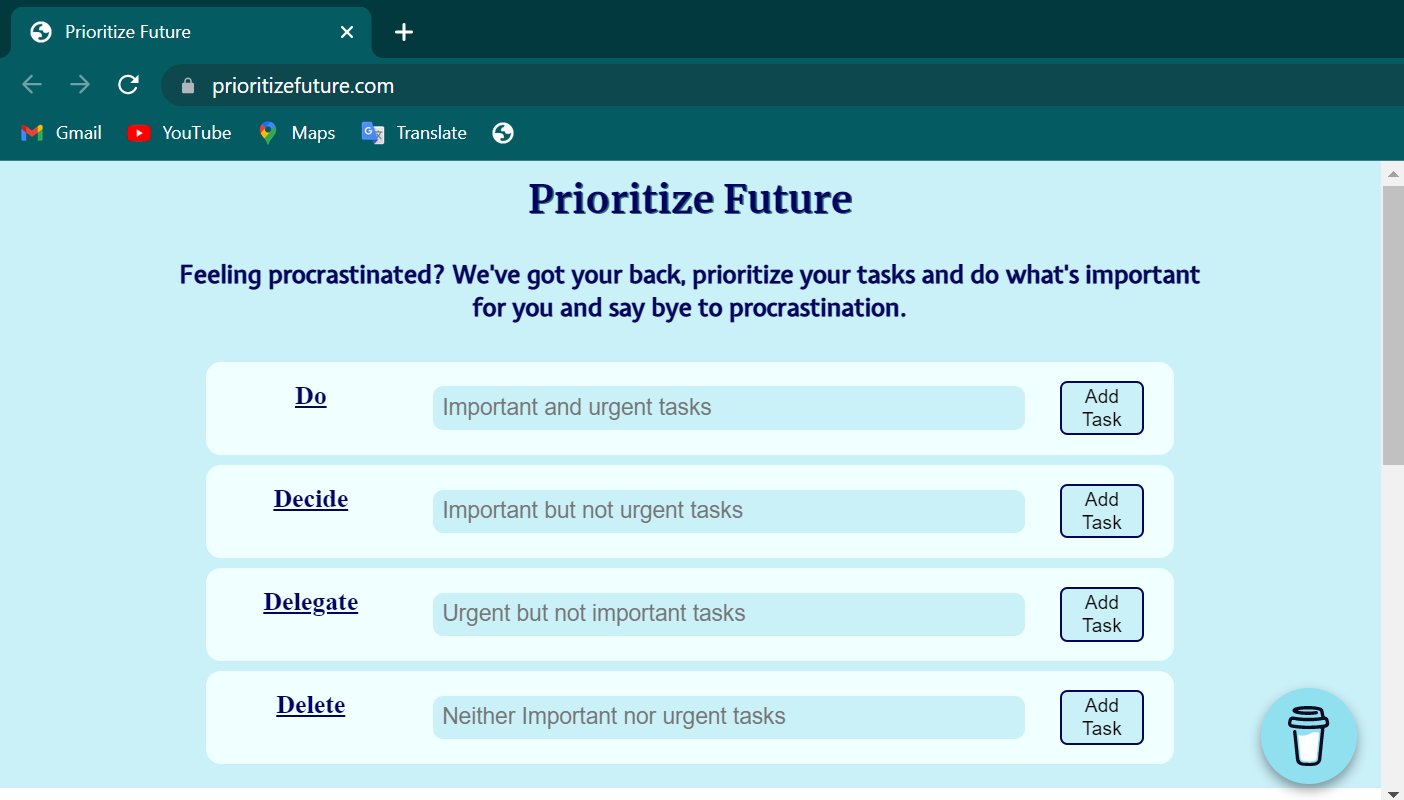 Prioritize Future
prioritizefuture.com
Gmail YouTube Maps Translate
Prioritize Future
Feeling procrastinated? We've got your back, prioritize your tasks and do what's important
for you and say bye to procrastination.
Do
Important and urgent tasks
Add
Task
Decide
Important but not urgent tasks
Add
Task
Delegate
Urgent but not important tasks
Add
Task
Delete
Neither Important nor urgent tasks
Add
Task